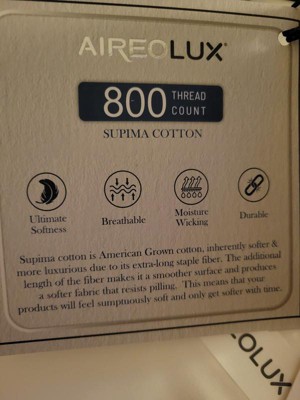 AIREOLUX®
800 THREAD COUNT
SUPIMA COTTON
Ultimate Softness
Breathable
Moisture Wicking
Durable
Supima cotton is American Grown cotton, inherently softer &
more luxurious due to its extra-long staple fiber. The additional
length of the fiber makes it a smoother surface and produces
a softer fabric that resists pilling. This means that your
products will feel sumptuously soft and only get softer with time.
OLUX